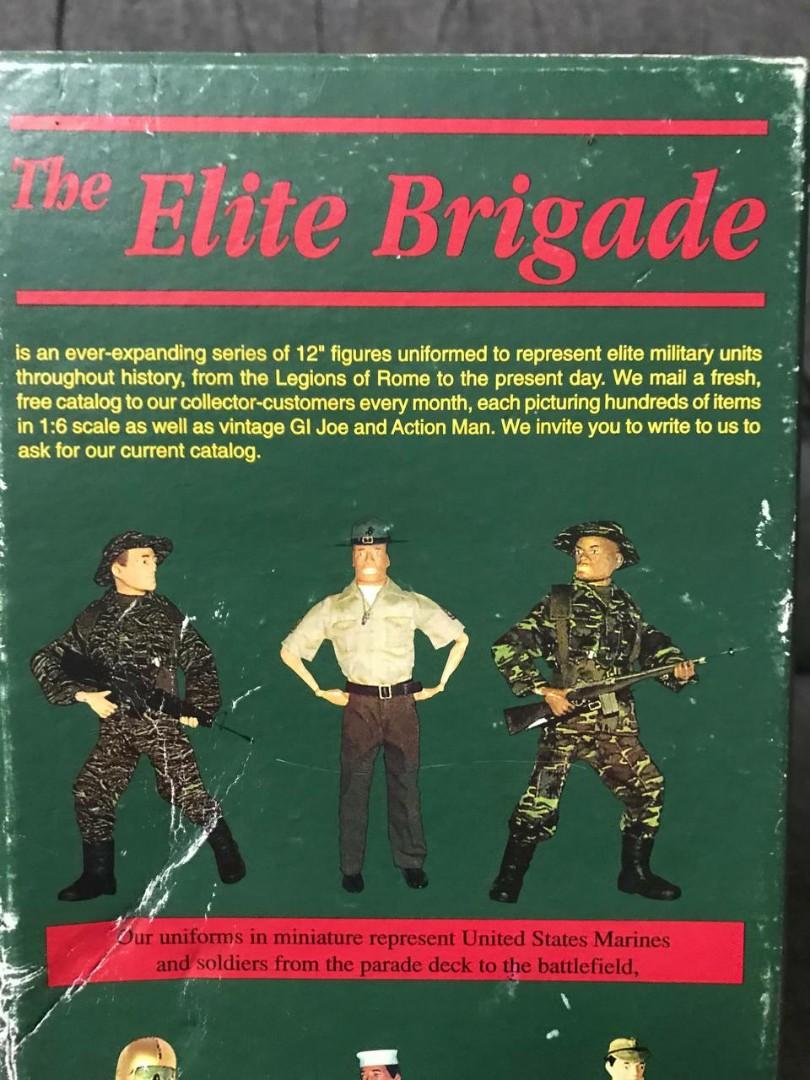 The Elite Brigade
is an ever-expanding series of 12" figures uniformed to represent elite military units
throughout history, from the Legions of Rome to the present day. We mail a fresh,
free catalog to our collector-customers every month, each picturing hundreds of items
in 1:6 scale as well as vintage GI Joe and Action Man. We invite you to write to us to
ask for our current catalog.
Our uniforms in miniature represent United States Marines
and soldiers from the parade deck to the battlefield,